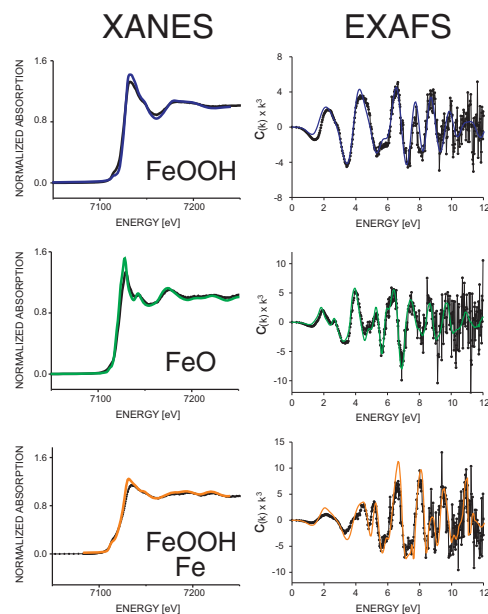 XANES
EXAFS
NORMALIZED ABSORPTION
1.6
0.8
0.0
7100
7200
ENERGY [eV]
FeOOH
C(k) x k³
8
4
0
-4
-8
0
2
4
6
8
10
12
ENERGY [eV]
NORMALIZED ABSORPTION
1.6
0.8
0.0
7100
7200
ENERGY [eV]
FeO
C(k) x k³
10
5
0
-5
-10
0
2
4
6
8
10
12
ENERGY [eV]
NORMALIZED ABSORPTION
1.6
0.8
0.0
7100
7200
ENERGY [eV]
FeOOH
Fe
C(k) x k³
15
10
5
0
-5
-10
0
2
4
6
8
10
12
ENERGY [eV]